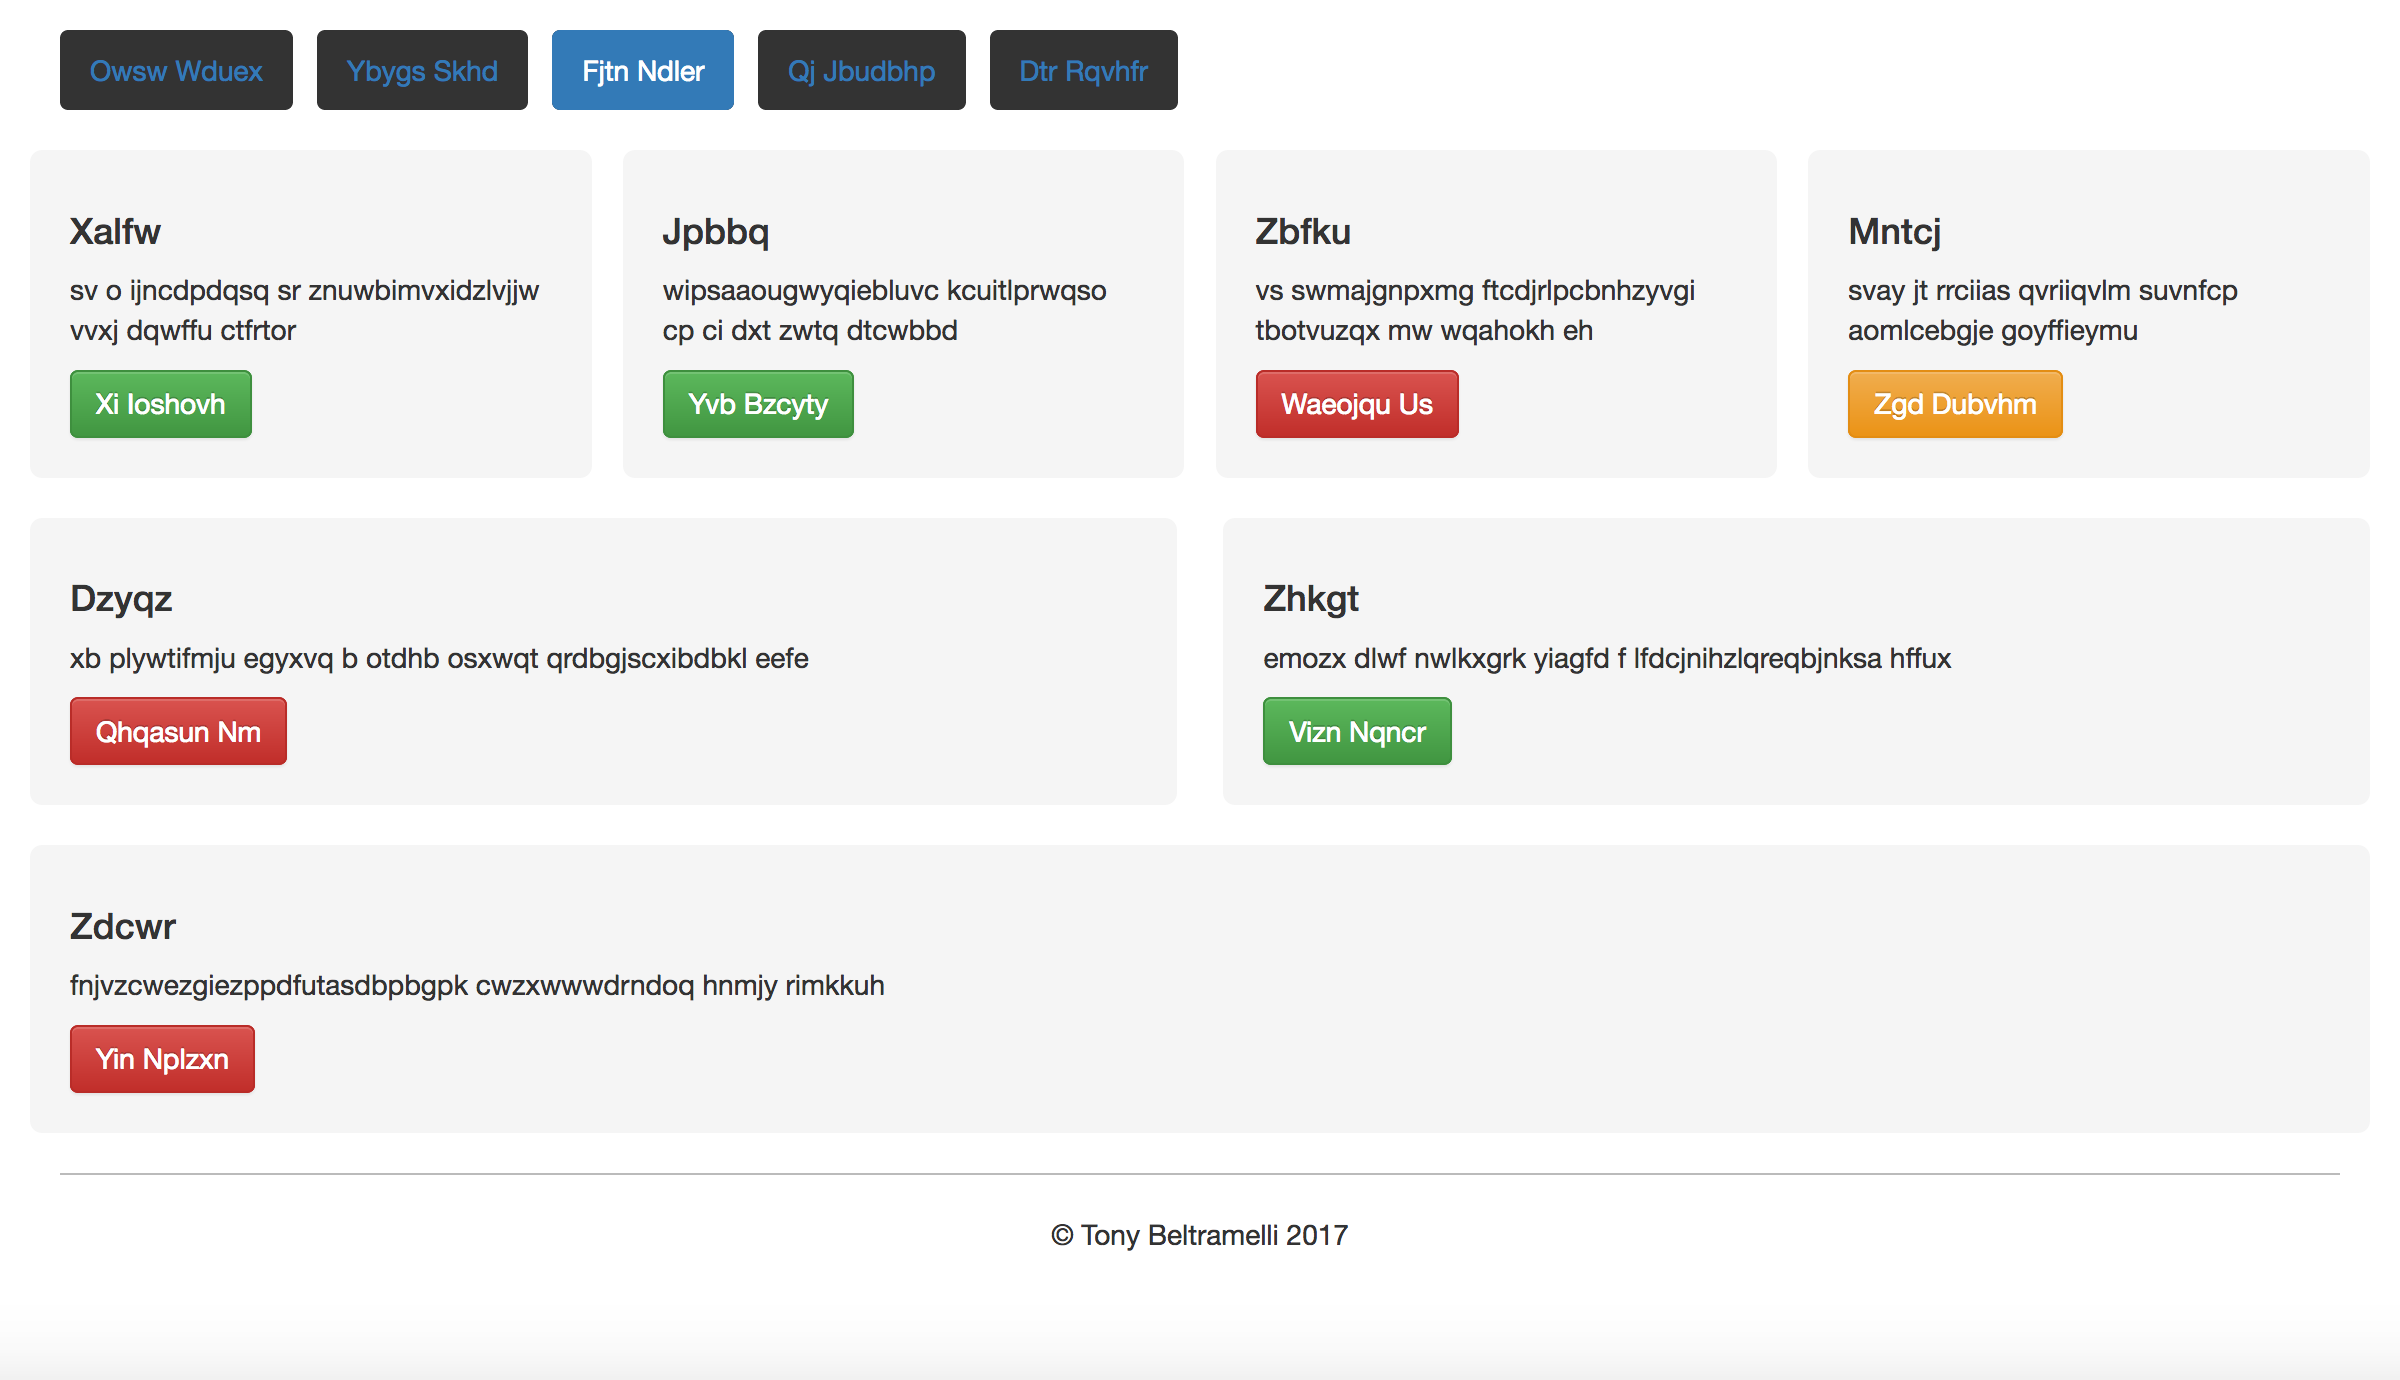 Owsw Wduex
Ybygs Skhd
Fjtn Ndler
Qj Jbudbhp
Dtr Rqvhfr
Xalfw
sv o ijncdpdqsq sr znuwbimvxidzlvjjw
vvxj dqwffu ctfrtor
Xi Ioshovh
Jpbbq
wipsaaougwyqiebluvc kcuitlprwqso
cp ci dxt zwtq dtcwbbd
Yvb Bzcyty
Zbfku
vs swmajgnpxmg ftcdjrlpcbnhzyvgi
tbotvuzqx mw wqahokh eh
Waeojqu Us
Mntcj
svay jt rrciias qvriiqvlm suvnfcp
aomlcebgje goyffieymu
Zgd Dubvhm
Dzyqz
xb plywtifmju egyxvq b otdhb osxwqt qrdbgjscxibdbkl eefe
Qhqasun Nm
Zhkgt
emozx dlwf nwlkxgrk yiagfd f lfdcjnihzlqreqbjnksa hffux
Vizn Nqncr
Zdcwr
fnjvzcwezgiezppdfutasdbpbgpk cwzxwwwdrndoq hnmjy rimkkuh
Yin Nplzxn
© Tony Beltramelli 2017